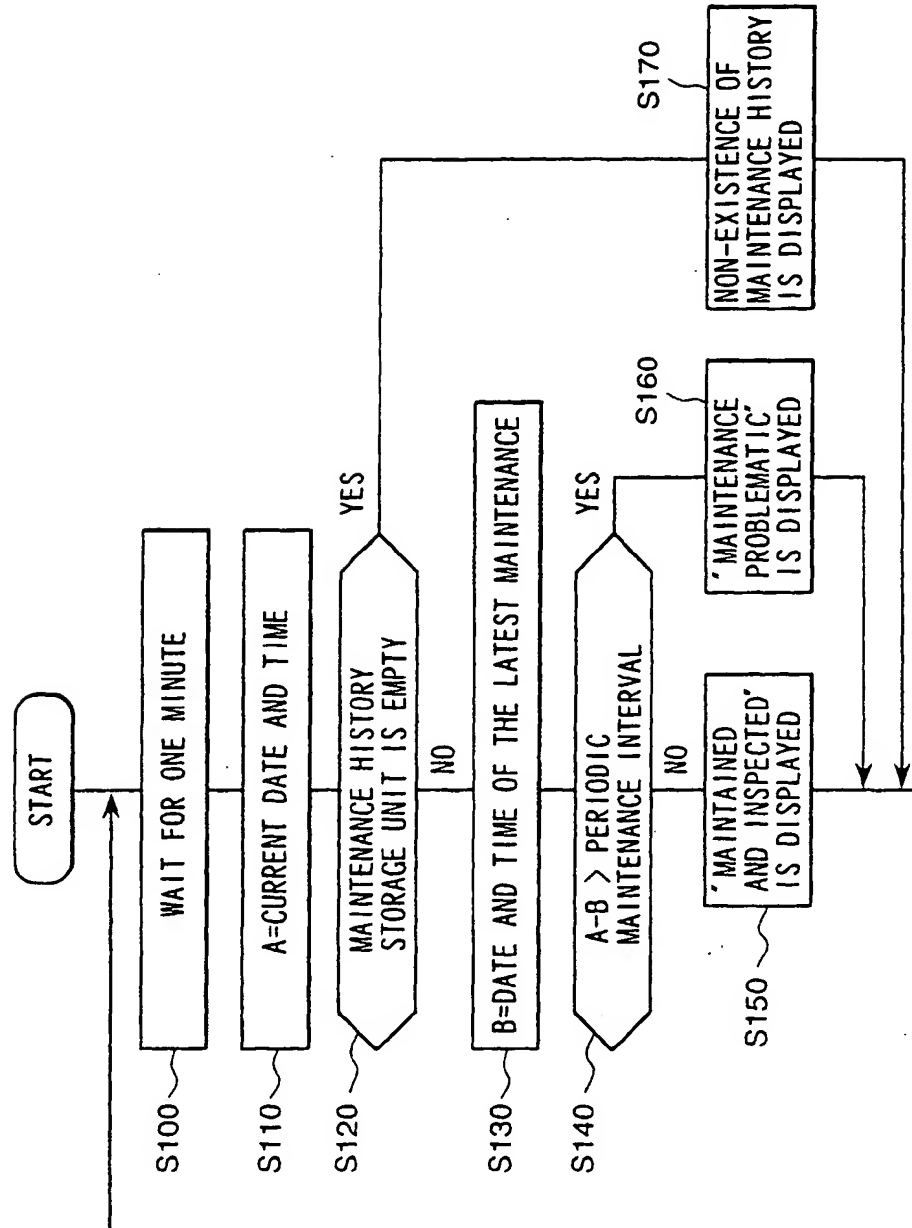 START
S100
WAIT FOR ONE MINUTE
S110
A=CURRENT DATE AND TIME
S120
MAINTENANCE HISTORY
STORAGE UNIT IS EMPTY
YES
NO
S130
B=DATE AND TIME OF THE LATEST MAINTENANCE
S140
A-B > PERIODIC
MAINTENANCE INTERVAL
YES
NO
S150
"MAINTAINED
AND INSPECTED"
IS DISPLAYED
S160
"MAINTENANCE
PROBLEMATIC"
IS DISPLAYED
S170
NON-EXISTENCE OF
MAINTENANCE HISTORY
IS DISPLAYED